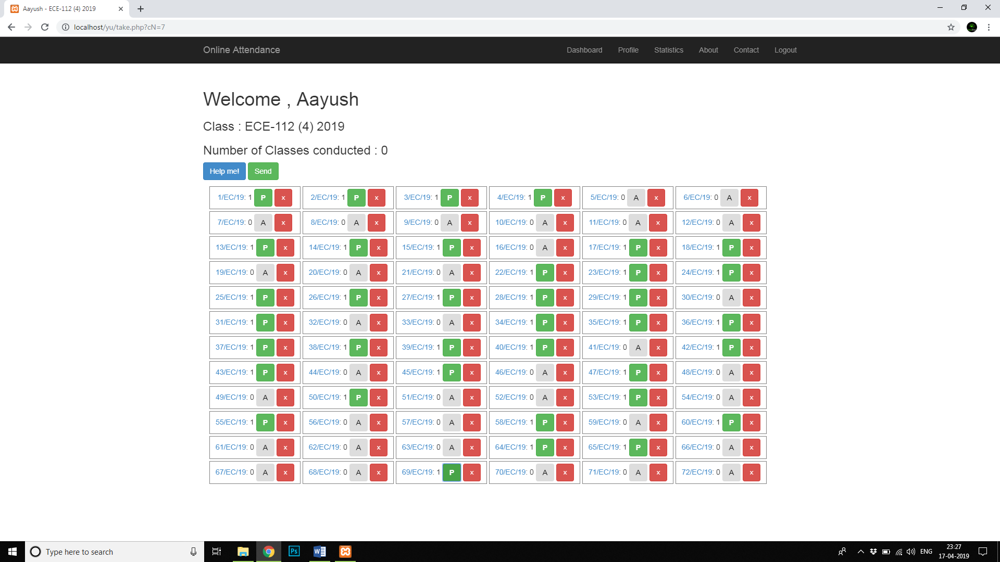 Aayush - ECE-112 (4) 2019
localhost/yu/take.php?cN=7
Online Attendance Dashboard Profile Statistics About Contact Logout
Welcome , Aayush
Class : ECE-112 (4) 2019
Number of Classes conducted : 0
Help me! Send
1/EC/19: 1 P x 2/EC/19: 1 P x 3/EC/19: 1 P x 4/EC/19: 1 P x 5/EC/19: 0 A x 6/EC/19: 0 A x
7/EC/19: 0 A x 8/EC/19: 0 A x 9/EC/19: 0 A x 10/EC/19: 0 A x 11/EC/19: 0 A x 12/EC/19: 0 A x
13/EC/19: 1 P x 14/EC/19: 1 P x 15/EC/19: 1 P x 16/EC/19: 0 A x 17/EC/19: 1 P x 18/EC/19: 1 P x
19/EC/19: 0 A x 20/EC/19: 0 A x 21/EC/19: 0 A x 22/EC/19: 1 P x 23/EC/19: 1 P x 24/EC/19: 1 P x
25/EC/19: 1 P x 26/EC/19: 1 P x 27/EC/19: 1 P x 28/EC/19: 1 P x 29/EC/19: 1 P x 30/EC/19: 0 A x
31/EC/19: 1 P x 32/EC/19: 0 A x 33/EC/19: 0 A x 34/EC/19: 1 P x 35/EC/19: 1 P x 36/EC/19: 1 P x
37/EC/19: 1 P x 38/EC/19: 1 P x 39/EC/19: 1 P x 40/EC/19: 1 P x 41/EC/19: 0 A x 42/EC/19: 1 P x
43/EC/19: 1 P x 44/EC/19: 0 A x 45/EC/19: 1 P x 46/EC/19: 0 A x 47/EC/19: 1 P x 48/EC/19: 0 A x
49/EC/19: 0 A x 50/EC/19: 1 P x 51/EC/19: 0 A x 52/EC/19: 0 A x 53/EC/19: 1 P x 54/EC/19: 0 A x
55/EC/19: 1 P x 56/EC/19: 0 A x 57/EC/19: 0 A x 58/EC/19: 1 P x 59/EC/19: 0 A x 60/EC/19: 1 P x
61/EC/19: 0 A x 62/EC/19: 0 A x 63/EC/19: 0 A x 64/EC/19: 1 P x 65/EC/19: 1 P x 66/EC/19: 0 A x
67/EC/19: 0 A x 68/EC/19: 0 A x 69/EC/19: 1 P x 70/EC/19: 0 A x 71/EC/19: 0 A x 72/EC/19: 0 A x
Type here to search Ps W ENG 23:27
17-04-2019